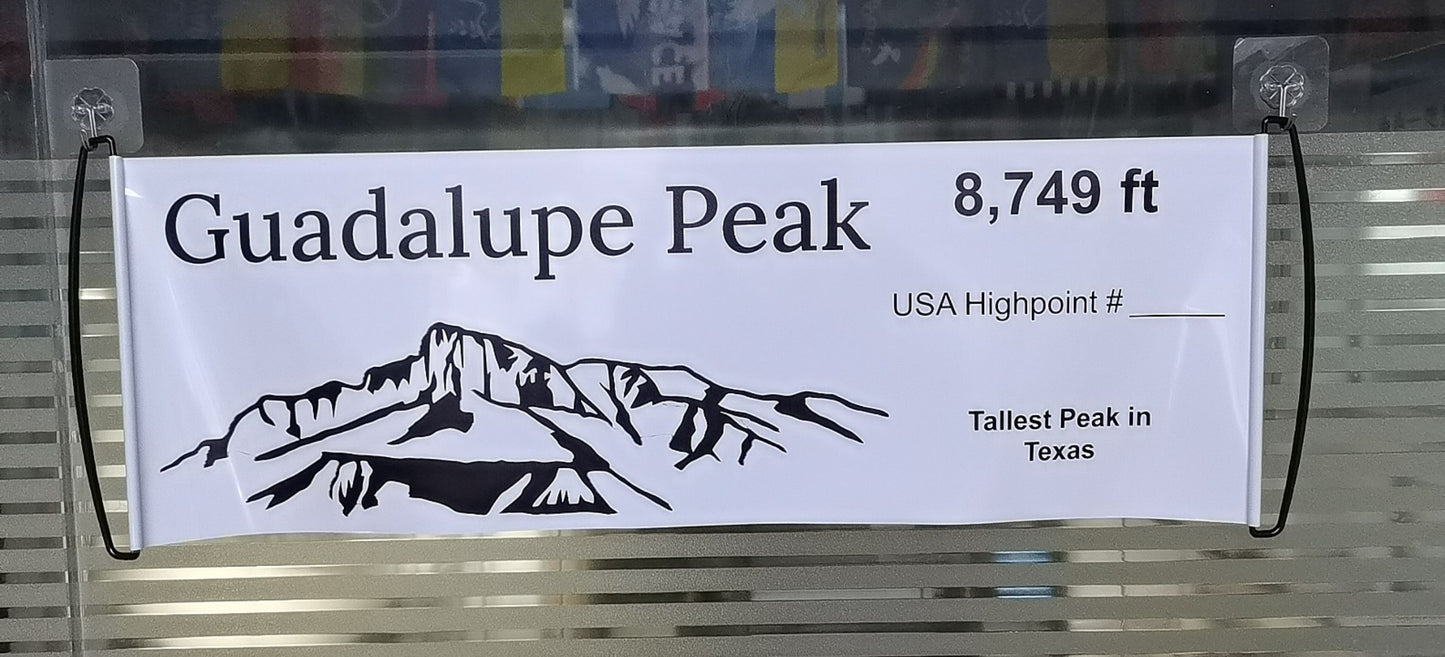 Guadalupe Peak
8,749 ft
USA Highpoint # ______
Tallest Peak in
Texas